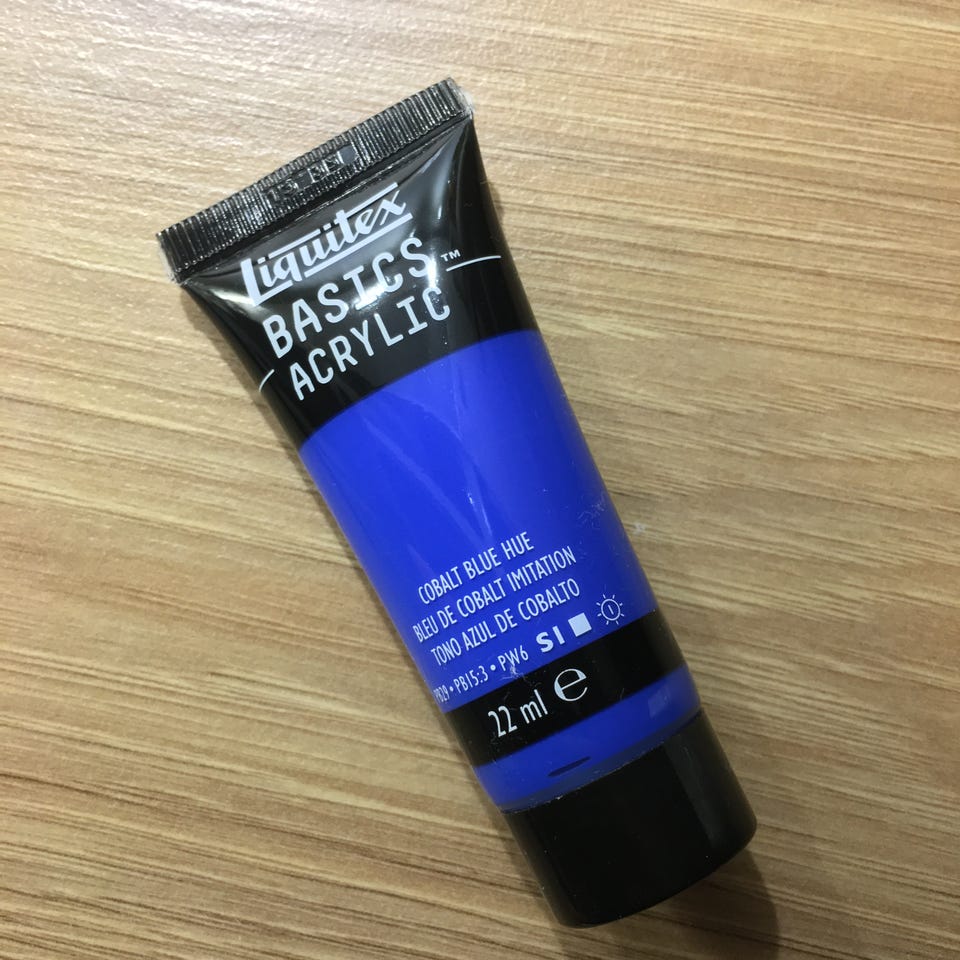 Liquitex
BASICS™
ACRYLIC
COBALT BLUE HUE
BLEU DE COBALT IMITATION
TONO AZUL DE COBALTO
PB29 • PB15:3 • PW6 S1
22 ml e